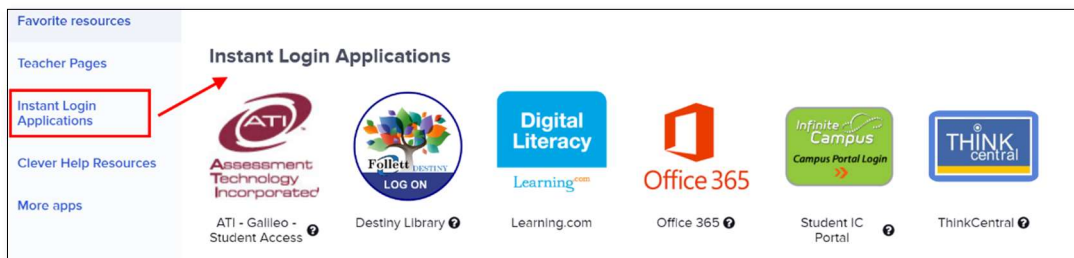 Favorite resources
Teacher Pages
Instant Login
Applications
Clever Help Resources
More apps
Instant Login Applications
ATI
Assessment
Technology
Incorporated
ATI - Galileo -
Student Access ?
Follett DESTINY
LOG ON
Destiny Library ?
Digital
Literacy
Learning.com
Learning.com
Office 365
Office 365 ?
Infinite
Campus
Campus Portal Login
»
Student IC
Portal ?
THINK
central
ThinkCentral ?